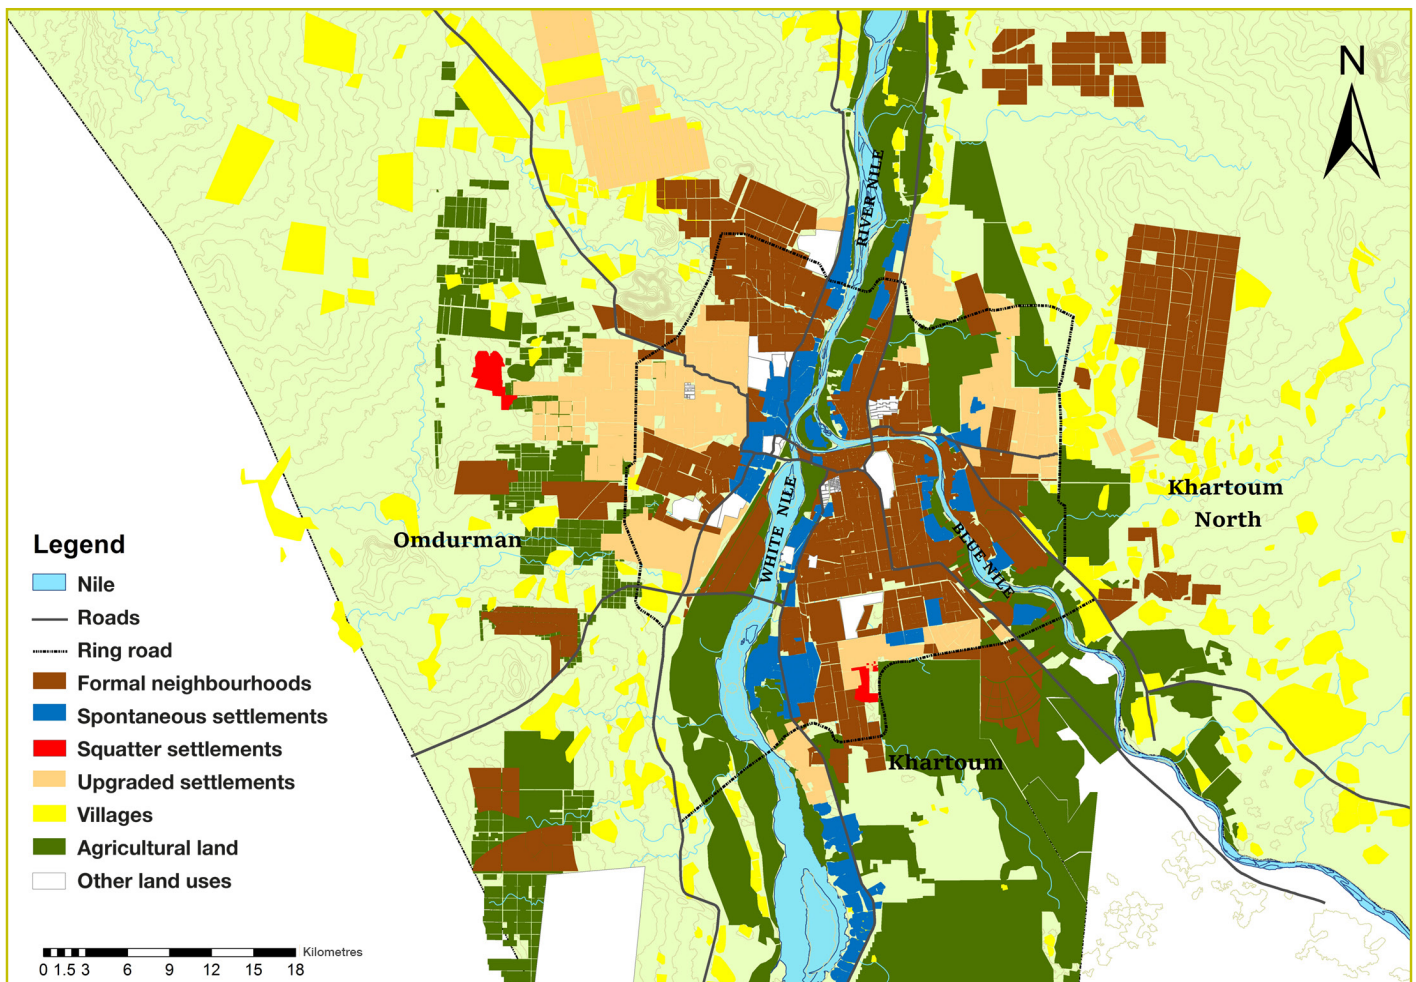 N
RIVER NILE
Khartoum
North
WHITE NILE
BLUE NILE
Omdurman
Khartoum
Legend
Nile
Roads
Ring road
Formal neighbourhoods
Spontaneous settlements
Squatter settlements
Upgraded settlements
Villages
Agricultural land
Other land uses
Kilometres
0 1.5 3 6 9 12 15 18